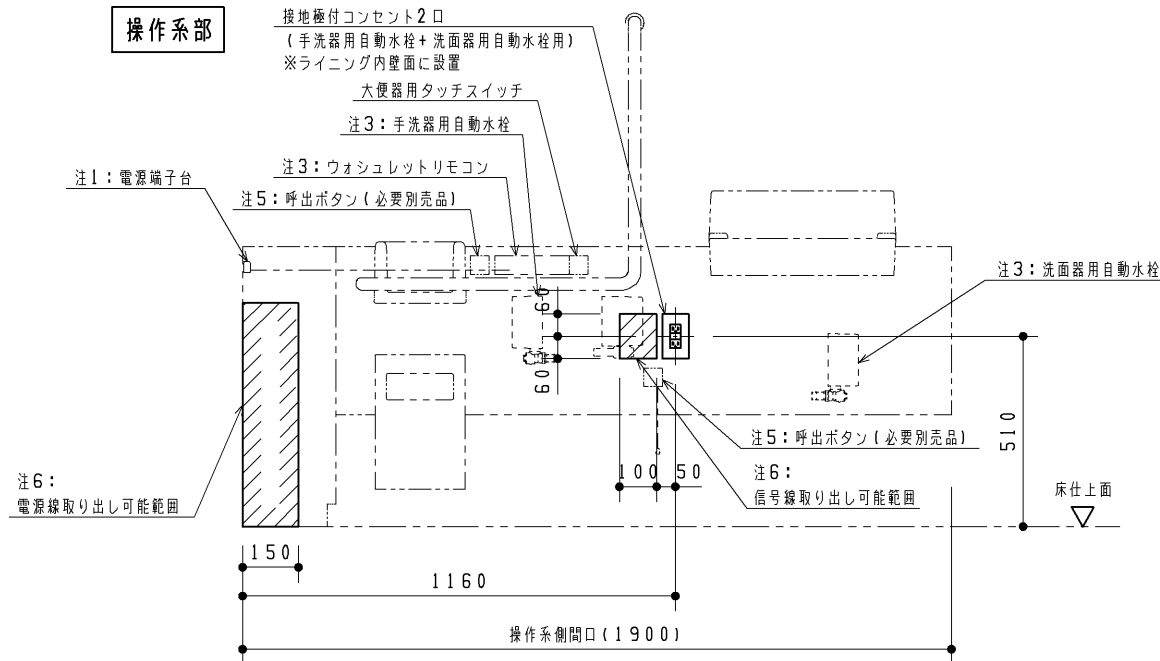 操作系部
接地極付コンセント2口
(手洗器用自動水栓+洗面器用自動水栓用)
※ライニング内壁面に設置
大便器用タッチスイッチ
注3:手洗器用自動水栓
注3:ウォシュレットリモコン
注1:電源端子台
注5:呼出ボタン(必要別売品)
注3:洗面器用自動水栓
60
60
510
注5:呼出ボタン(必要別売品)
100
50
注6:
信号線取り出し可能範囲
注6:
電源線取り出し可能範囲
床仕上面
150
1160
操作系側間口(1900)